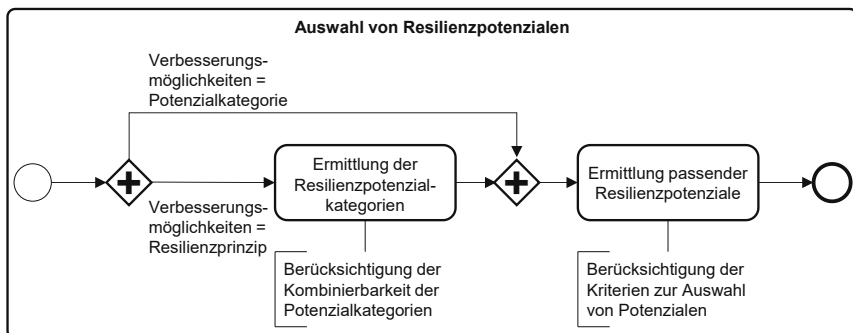 Auswahl von Resilienzpotenzialen
Verbesserungs-
möglichkeiten =
Potenzialkategorie
Ermittlung der
Resilienzpotenzial-
kategorien
Ermittlung passender
Resilienzpotenziale
Verbesserungs-
möglichkeiten =
Resilienzprinzip
Berücksichtigung der
Kombinierbarkeit der
Potenzialkategorien
Berücksichtigung der
Kriterien zur Auswahl
von Potenzialen